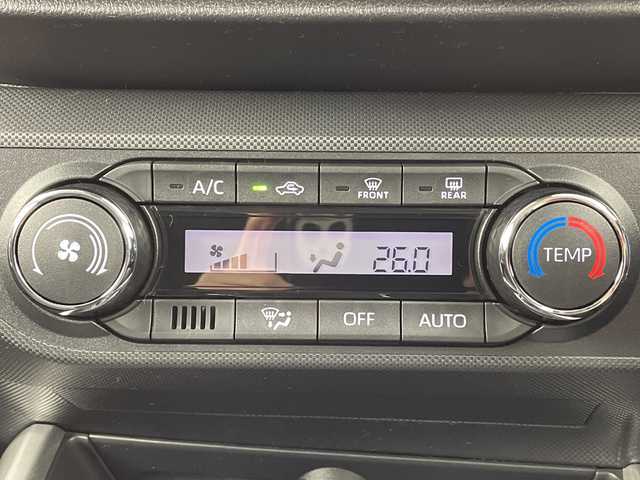 A/C
FRONT
REAR
26.0
TEMP
OFF
AUTO